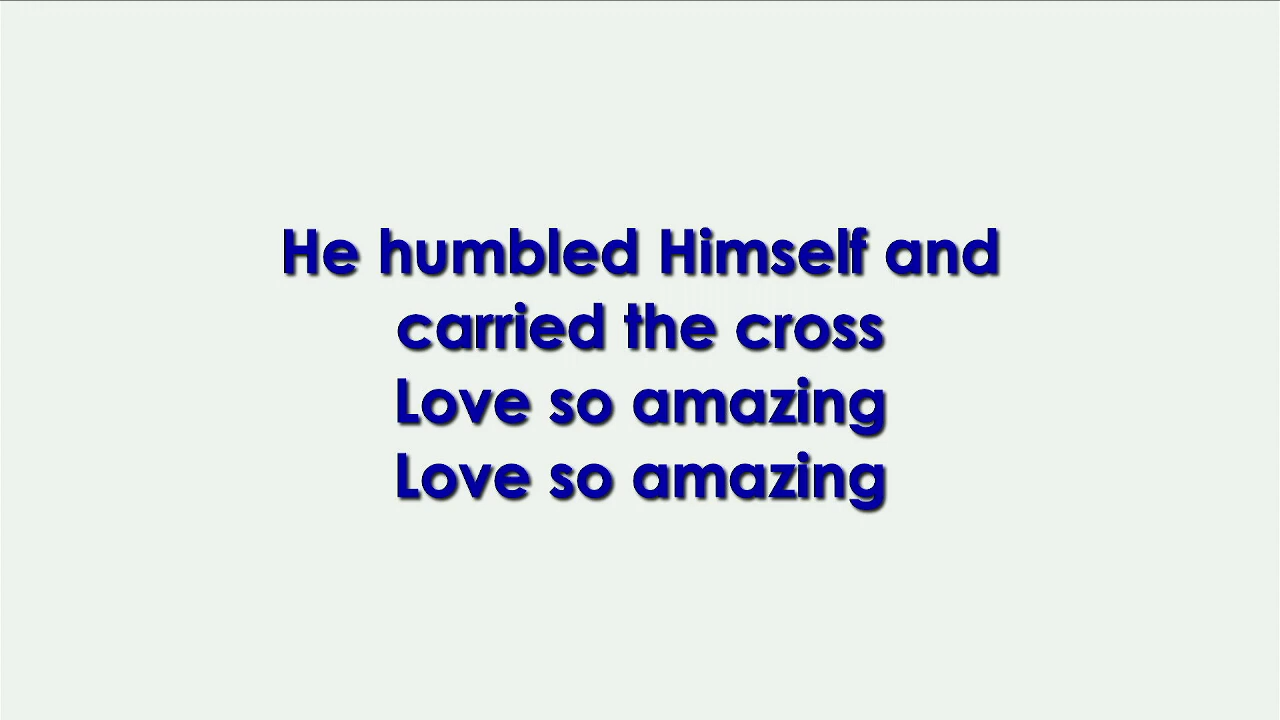 He humbled Himself and
carried the cross
Love so amazing
Love so amazing